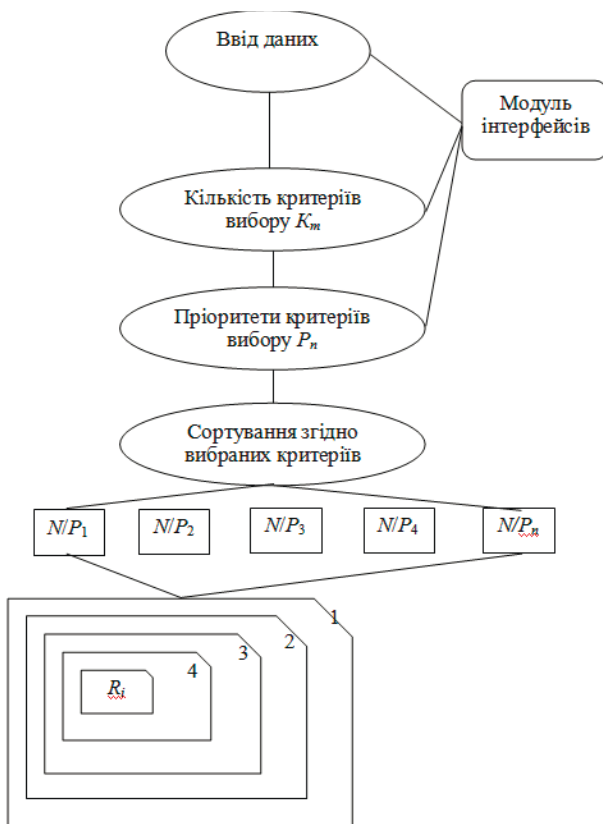 Ввід даних
Модуль
інтерфейсів
Кількість критеріїв
вибору Km
Пріоритети критеріїв
вибору Pn
Сортування згідно
вибраних критеріїв
N/P1
N/P2
N/P3
N/P4
N/Pn
1
2
3
4
Ri